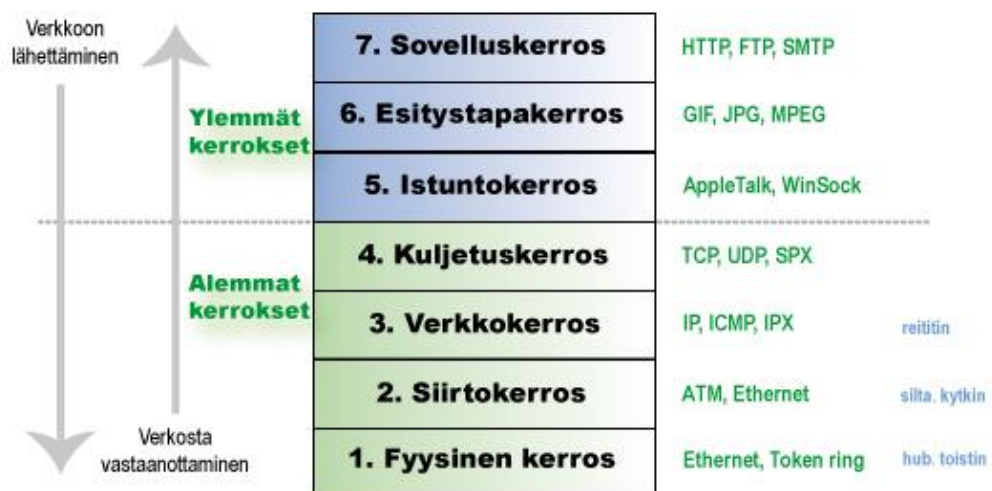 Verkkoon
lähettäminen
7. Sovelluskerros
HTTP, FTP, SMTP
Ylemmät
kerrokset
6. Esitystapakerros
GIF, JPG, MPEG
5. Istuntokerros
AppleTalk, WinSock
Alemmat
kerrokset
4. Kuljetuskerros
TCP, UDP, SPX
3. Verkkokerros
IP, ICMP, IPX
reititin
2. Siirtokerros
ATM, Ethernet
silta. kytkin
Verkosta
vastaanottaminen
1. Fyysinen kerros
Ethernet, Token ring
hub. toistin